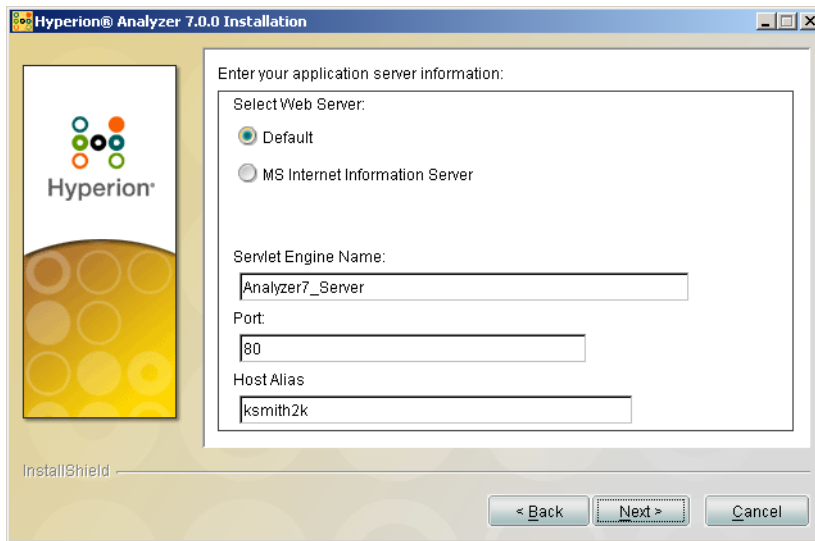 Hyperion® Analyzer 7.0.0 Installation
Hyperion
Enter your application server information:
Select Web Server:
Default
MS Internet Information Server
Servlet Engine Name:
Analyzer7_Server
Port:
80
Host Alias
ksmith2k
InstallShield
< Back
Next >
Cancel